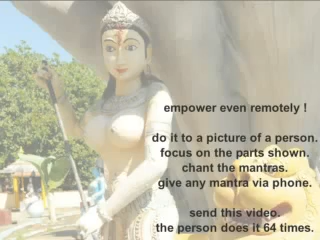 empower even remotely !
do it to a picture of a person.
focus on the parts shown.
chant the mantras.
give any mantra via phone.
send this video.
the person does it 64 times.